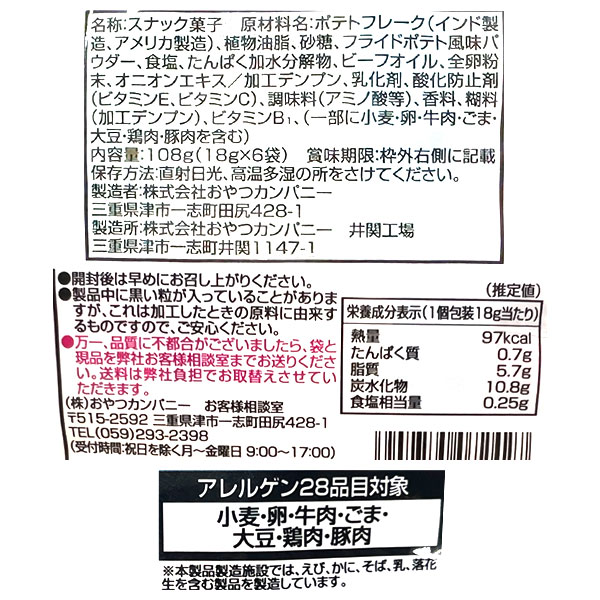 名称:スナック菓子　原材料名:ポテトフレーク(インド製
造、アメリカ製造)、植物油脂、砂糖、フライドポテト風味パ
ウダー、食塩、たんぱく加水分解物、ビーフオイル、全卵粉
末、オニオンエキス/加工デンプン、乳化剤、酸化防止剤
(ビタミンE、ビタミンC)、調味料(アミノ酸等)、香料、糊料
(加工デンプン)、ビタミンB₁、(一部に小麦・卵・牛肉・ごま・
大豆・鶏肉・豚肉を含む)
内容量:108g(18g×6袋)　賞味期限:枠外右側に記載
保存方法:直射日光、高温多湿の所をさけてください。
製造者:株式会社おやつカンパニー
三重県津市一志町田尻428-1
製造所:株式会社おやつカンパニー　井関工場
三重県津市一志町井関1147-1
●開封後は早めにお召し上がりください。
●製品中に黒い粒が入っていることがありま
すが、これは加工したときの原料に由来す
るものですので、ご安心ください。
●万一、品質に不都合がございましたら、袋と
現品を弊社お客様相談室までお送りくださ
い。送料は弊社負担でお取替えさせていた
だきます。
(株)おやつカンパニー　お客様相談室
〒515-2592 三重県津市一志町田尻428-1
TEL(059)293-2398
(受付時間:祝日を除く月〜金曜日 9:00〜17:00)
(推定値)
栄養成分表示(1個包装18g当たり)
熱量 97kcal
たんぱく質 0.7g
脂質 5.7g
炭水化物 10.8g
食塩相当量 0.25g
アレルゲン28品目対象
小麦・卵・牛肉・ごま・
大豆・鶏肉・豚肉
※本製品製造施設では、えび、かに、そば、乳、落花
生を含む製品を製造しています。